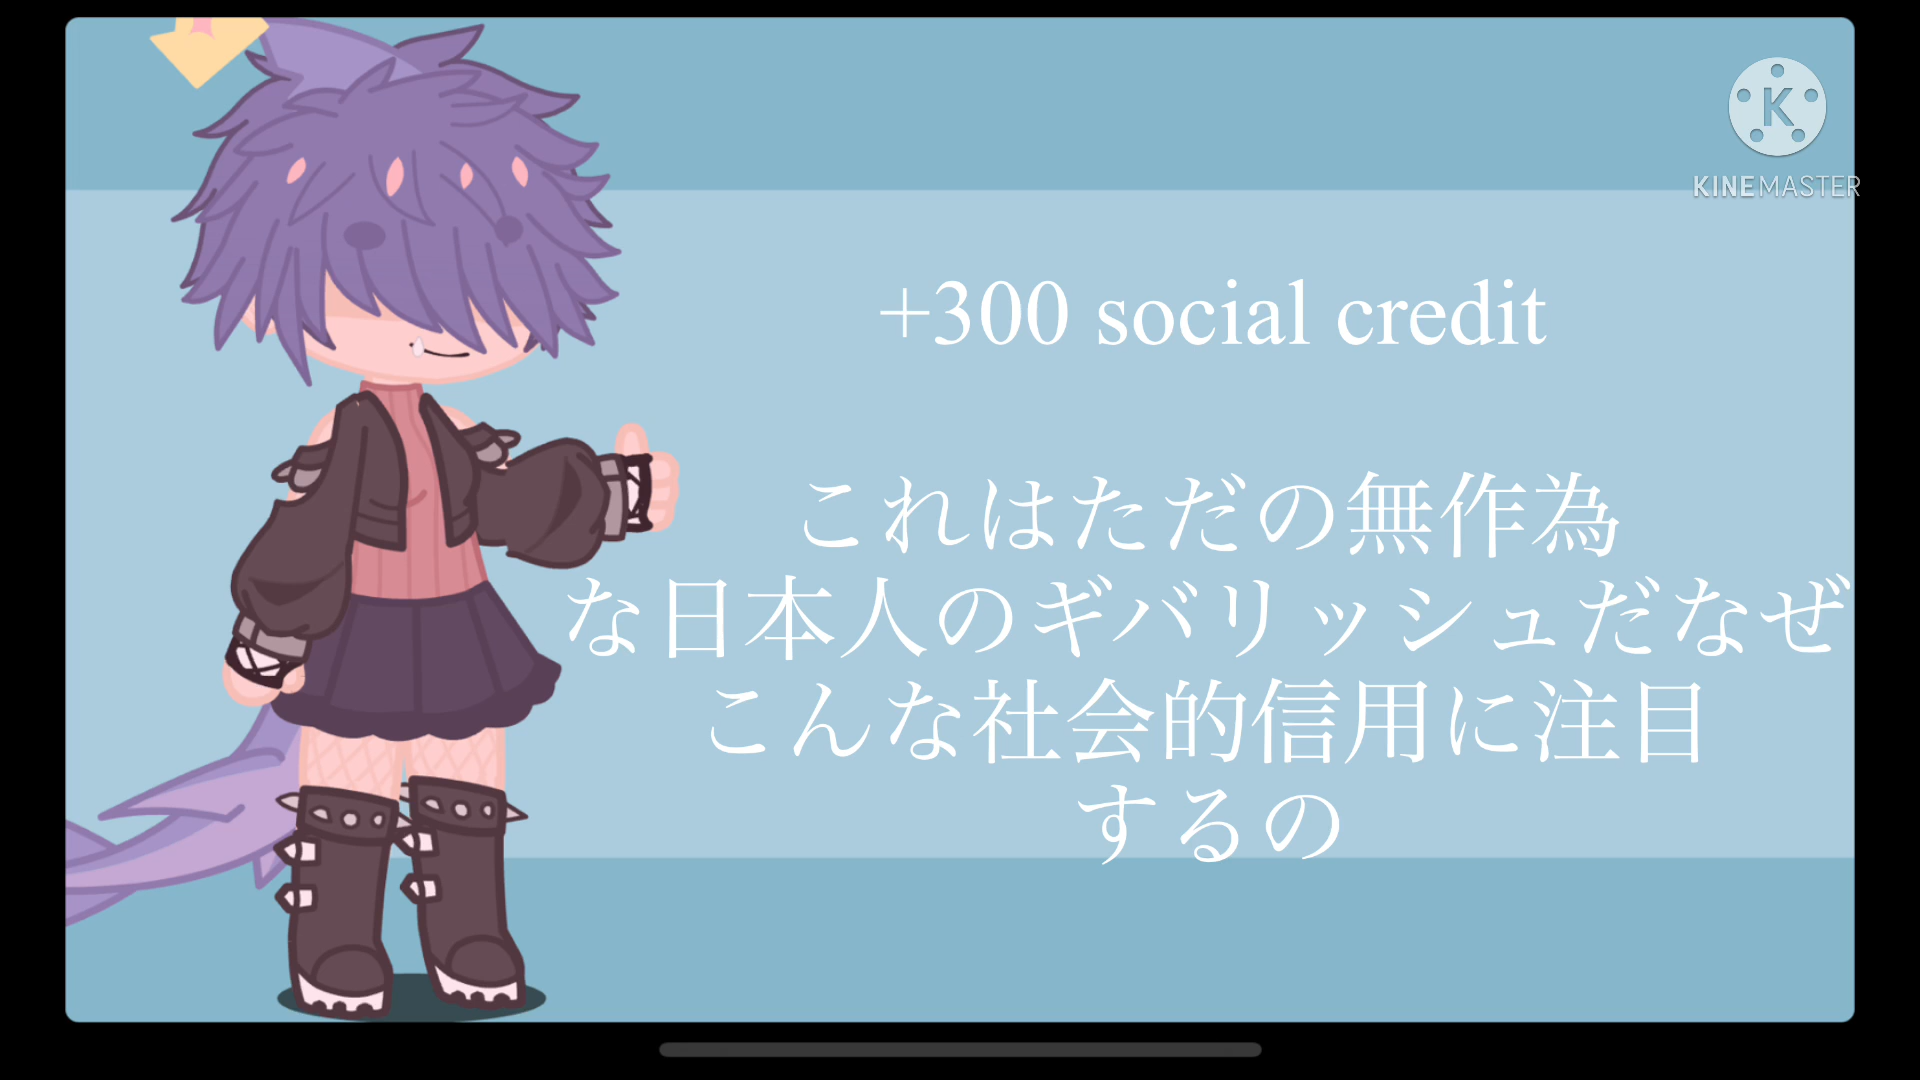 K
KINEMASTER
+300 social credit
これはただの無作為
な日本人のギバリッシュだなぜ
こんな社会的信用に注目
するの